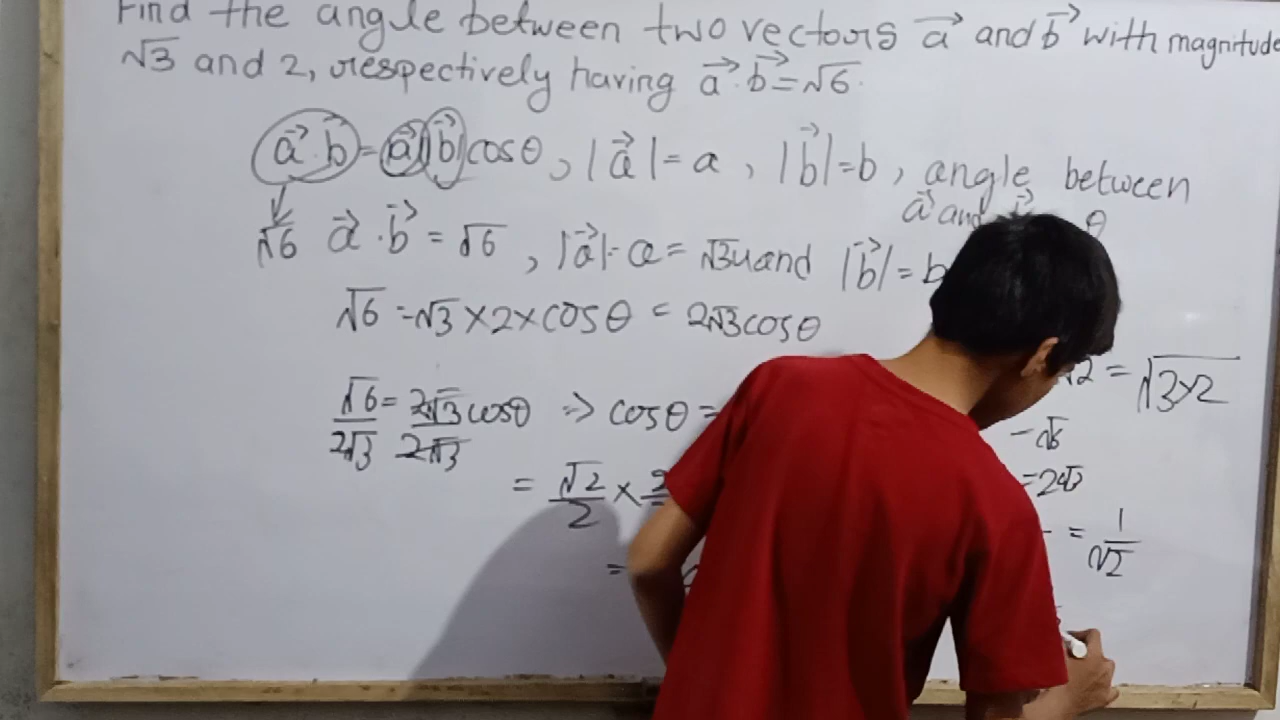 Find the angle between two vectors a⃗ and b⃗ with magnitude
√3 and 2, respectively having a⃗ . b⃗ = √6.
a⃗ . b⃗ = |a⃗||b⃗| cosθ, |a⃗| = a, |b⃗| = b, angle between
a⃗ and θ
√6 a⃗ . b⃗ = √6, |a⃗| = a = √3 and |b⃗| = b
√6 = √3 × 2 × cosθ = 2√3 cosθ
√2 = √3×2
√6/2√3 = 2√3 cosθ/2√3 ⇒ cosθ =
= √6
= 2√3
= √2/2 × 2
= 1/√2
=